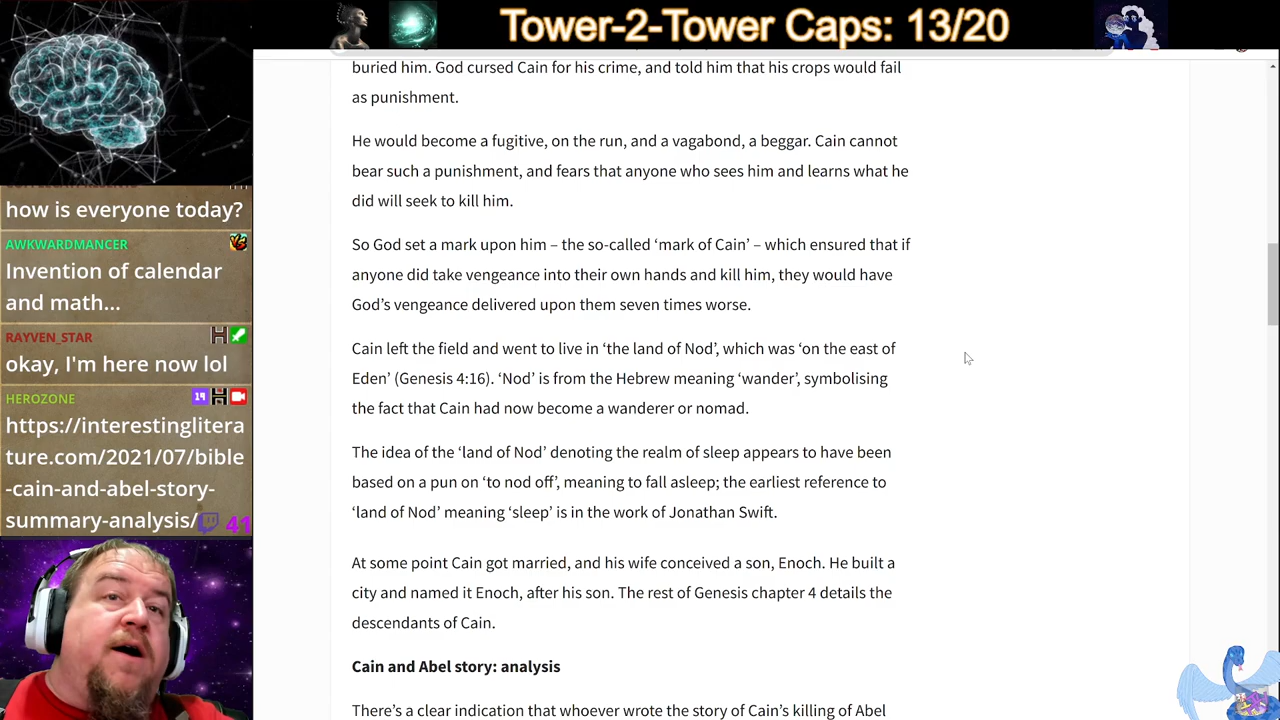 Tower-2-Tower Caps: 13/20
how is everyone today?
AWKWARDMANCER
Invention of calendar
and math...
RAYVEN_STAR
okay, I'm here now lol
HEROZONE
19
https://interestinglitera
ture.com/2021/07/bible
-cain-and-abel-story-
summary-analysis/
41
buried him. God cursed Cain for his crime, and told him that his crops would fail
as punishment.
He would become a fugitive, on the run, and a vagabond, a beggar. Cain cannot
bear such a punishment, and fears that anyone who sees him and learns what he
did will seek to kill him.
So God set a mark upon him – the so-called ‘mark of Cain’ – which ensured that if
anyone did take vengeance into their own hands and kill him, they would have
God’s vengeance delivered upon them seven times worse.
Cain left the field and went to live in ‘the land of Nod’, which was ‘on the east of
Eden’ (Genesis 4:16). ‘Nod’ is from the Hebrew meaning ‘wander’, symbolising
the fact that Cain had now become a wanderer or nomad.
The idea of the ‘land of Nod’ denoting the realm of sleep appears to have been
based on a pun on ‘to nod off’, meaning to fall asleep; the earliest reference to
‘land of Nod’ meaning ‘sleep’ is in the work of Jonathan Swift.
At some point Cain got married, and his wife conceived a son, Enoch. He built a
city and named it Enoch, after his son. The rest of Genesis chapter 4 details the
descendants of Cain.
Cain and Abel story: analysis
There’s a clear indication that whoever wrote the story of Cain’s killing of Abel